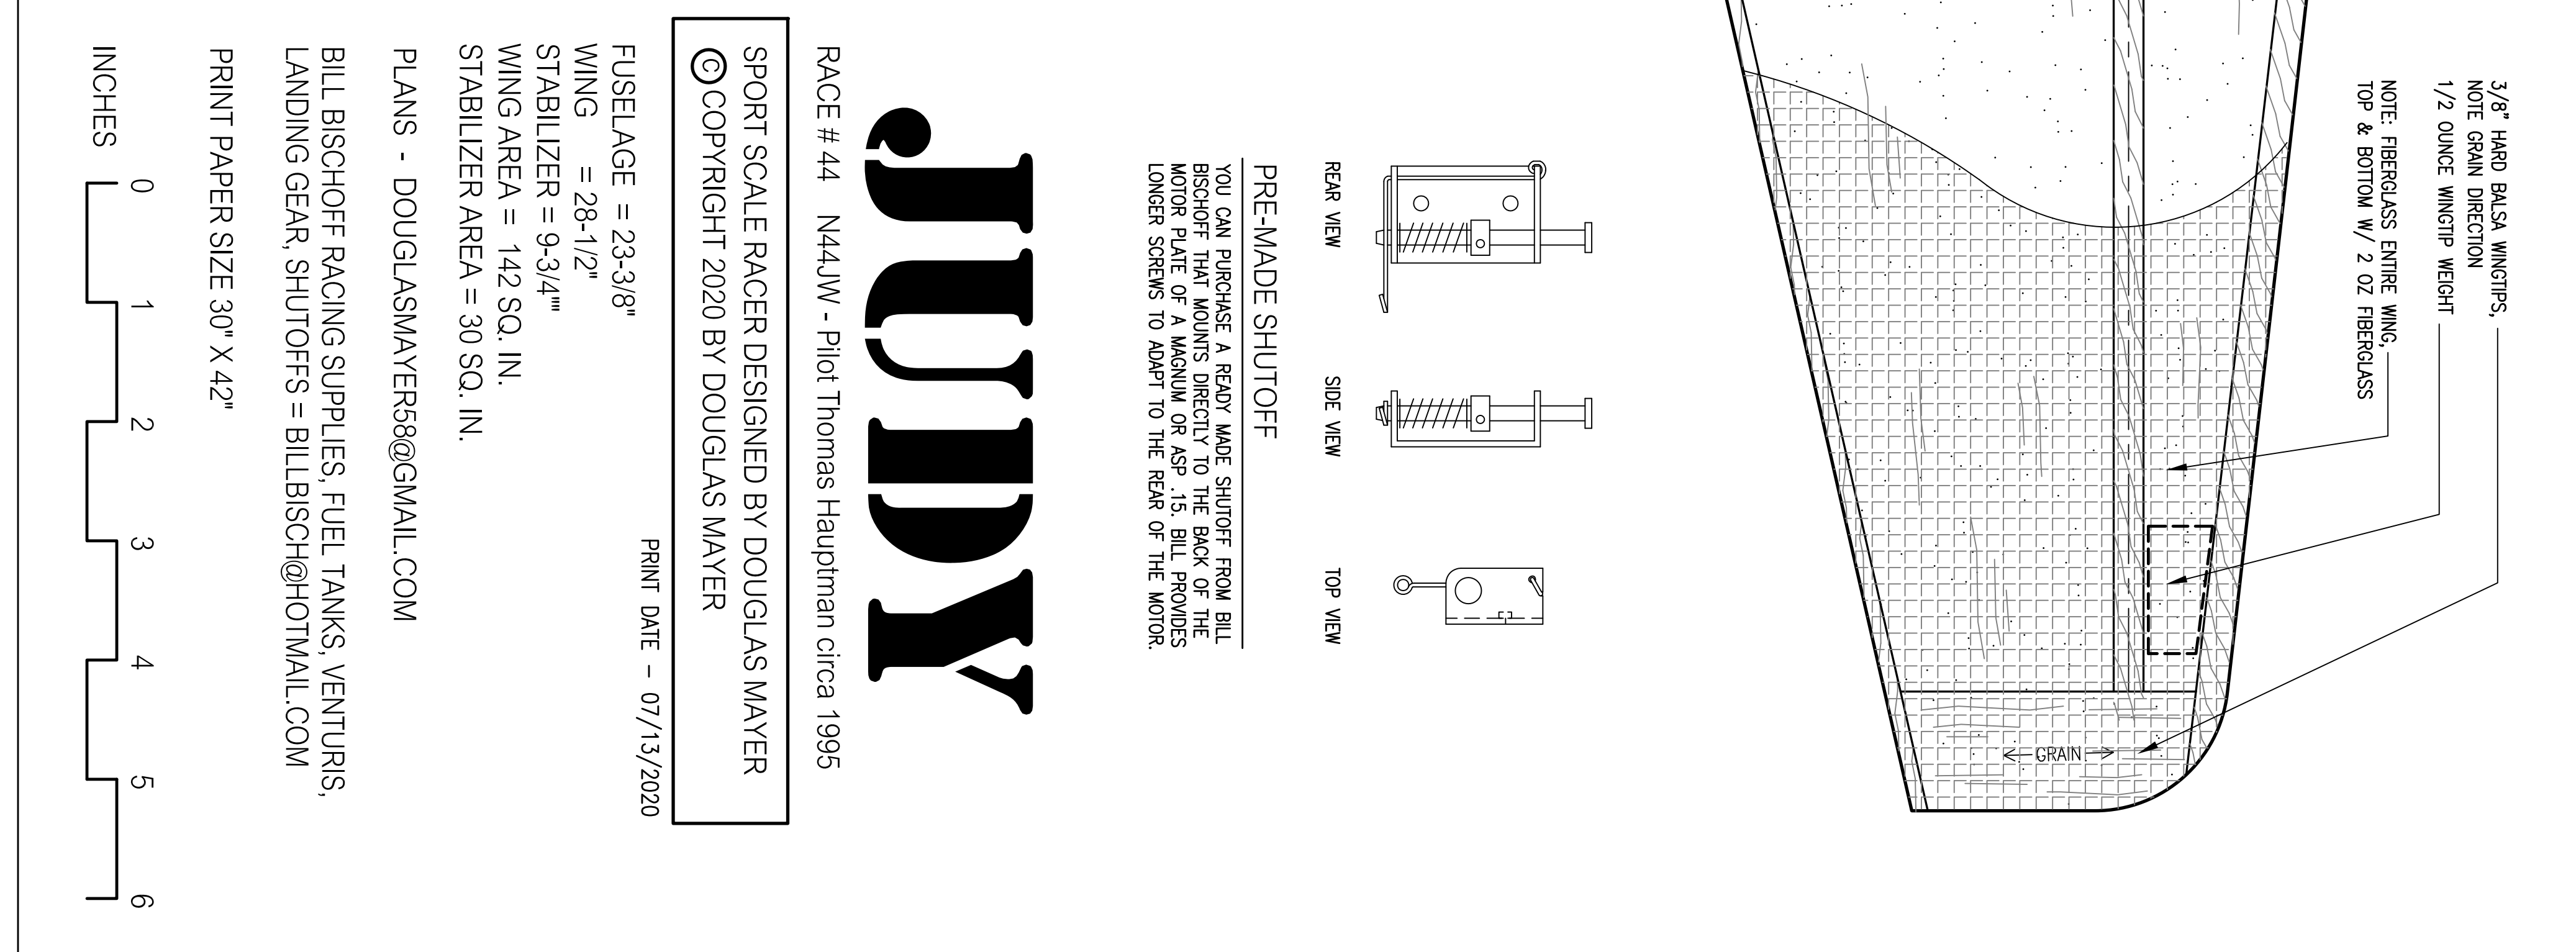 3/8" HARD BALSA WINGTIPS,
NOTE GRAIN DIRECTION
1/2 OUNCE WINGTIP WEIGHT
NOTE: FIBERGLASS ENTIRE WING,
TOP & BOTTOM W/ 2 OZ FIBERGLASS
GRAIN
REAR VIEW
SIDE VIEW
TOP VIEW
PRE-MADE SHUTOFF
YOU CAN PURCHASE A READY MADE SHUTOFF FROM BILL
BISCHOFF THAT MOUNTS DIRECTLY TO THE BACK OF THE
MOTOR PLATE OF A MAGNUM OR ASP .15. BILL PROVIDES
LONGER SCREWS TO ADAPT TO THE REAR OF THE MOTOR.
JUDY
RACE # 44 N44JW - Pilot Thomas Hauptman circa 1995
SPORT SCALE RACER DESIGNED BY DOUGLAS MAYER
© COPYRIGHT 2020 BY DOUGLAS MAYER
PRINT DATE - 07/13/2020
FUSELAGE = 23-3/8"
WING = 28-1/2"
STABILIZER = 9-3/4""
WING AREA = 142 SQ. IN.
STABILIZER AREA = 30 SQ. IN.
PLANS - DOUGLASMAYER58@GMAIL.COM
BILL BISCHOFF RACING SUPPLIES, FUEL TANKS, VENTURIS,
LANDING GEAR, SHUTOFFS = BILLBISCH@HOTMAIL.COM
PRINT PAPER SIZE 30" X 42"
0 1 2 3 4 5 6
INCHES